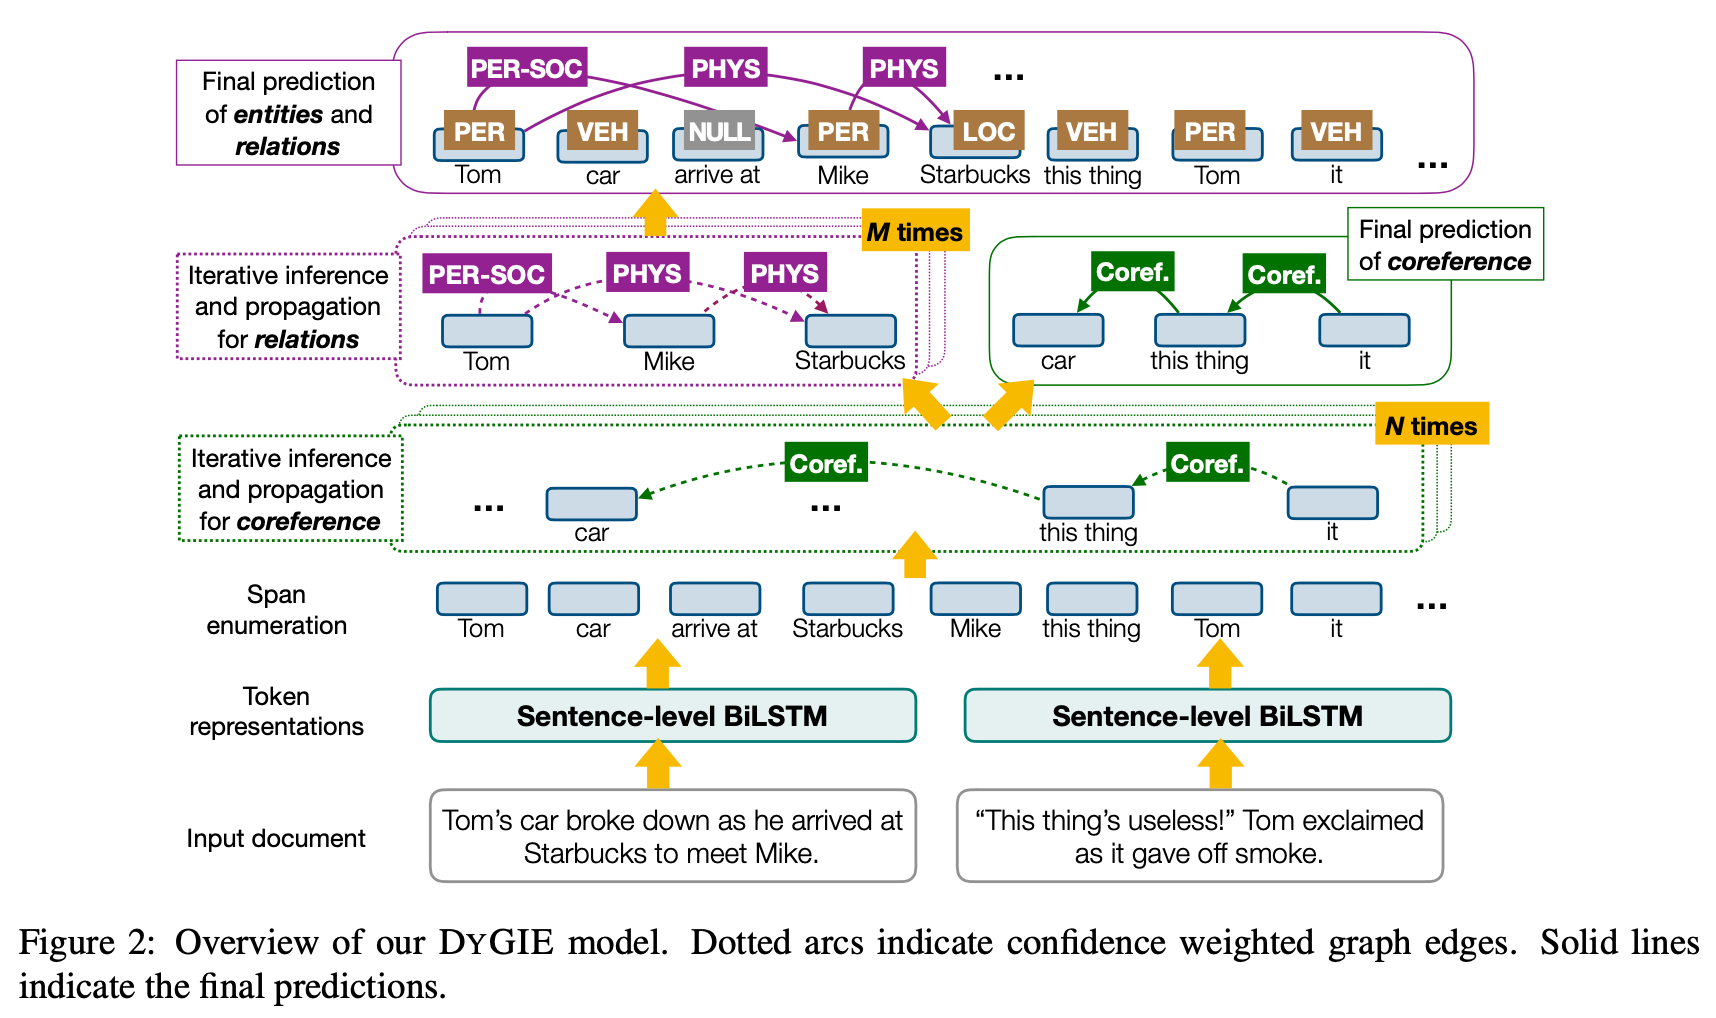 Final prediction
of entities and
relations
PER-SOC PHYS PHYS ...
PER VEH NULL PER LOC VEH PER VEH
Tom car arrive at Mike Starbucks this thing Tom it ...
M times
Iterative inference
and propagation
for relations
PER-SOC PHYS PHYS
Tom Mike Starbucks
Final prediction
of coreference
Coref. Coref.
car this thing it
N times
Iterative inference
and propagation
for coreference
Coref. Coref.
... car ... this thing it
Span
enumeration
Tom car arrive at Starbucks Mike this thing Tom it ...
Token
representations
Sentence-level BiLSTM Sentence-level BiLSTM
Input document
Tom’s car broke down as he arrived at
Starbucks to meet Mike.
“This thing’s useless!” Tom exclaimed
as it gave off smoke.
Figure 2: Overview of our DYGIE model. Dotted arcs indicate confidence weighted graph edges. Solid lines
indicate the final predictions.